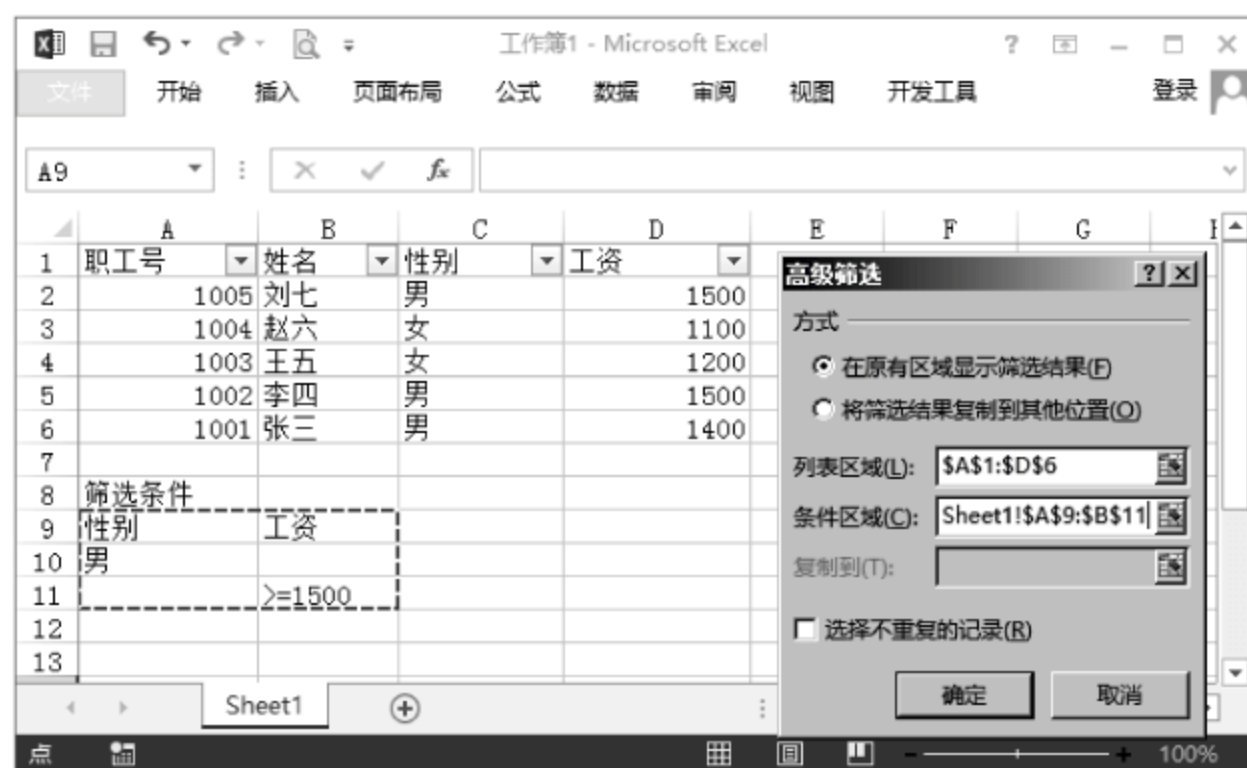 工作簿1 - Microsoft Excel ?
文件 开始 插入 页面布局 公式 数据 审阅 视图 开发工具 登录
A9 fx
A B C D E F G
1 职工号 姓名 性别 工资
2 1005 刘七 男 1500
3 1004 赵六 女 1100
4 1003 王五 女 1200
5 1002 李四 男 1500
6 1001 张三 男 1400
7
8 筛选条件
9 性别 工资
10 男
11 >=1500
12
13
高级筛选 ?
方式
在原有区域显示筛选结果(F)
将筛选结果复制到其他位置(O)
列表区域(L): $A$1:$D$6
条件区域(C): Sheet1!$A$9:$B$11
复制到(T):
选择不重复的记录(R)
确定 取消
Sheet1
点 100%